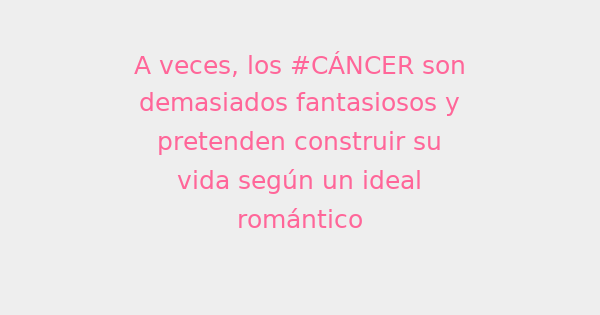 A veces, los #CÁNCER son
demasiados fantasiosos y
pretenden construir su
vida según un ideal
romántico